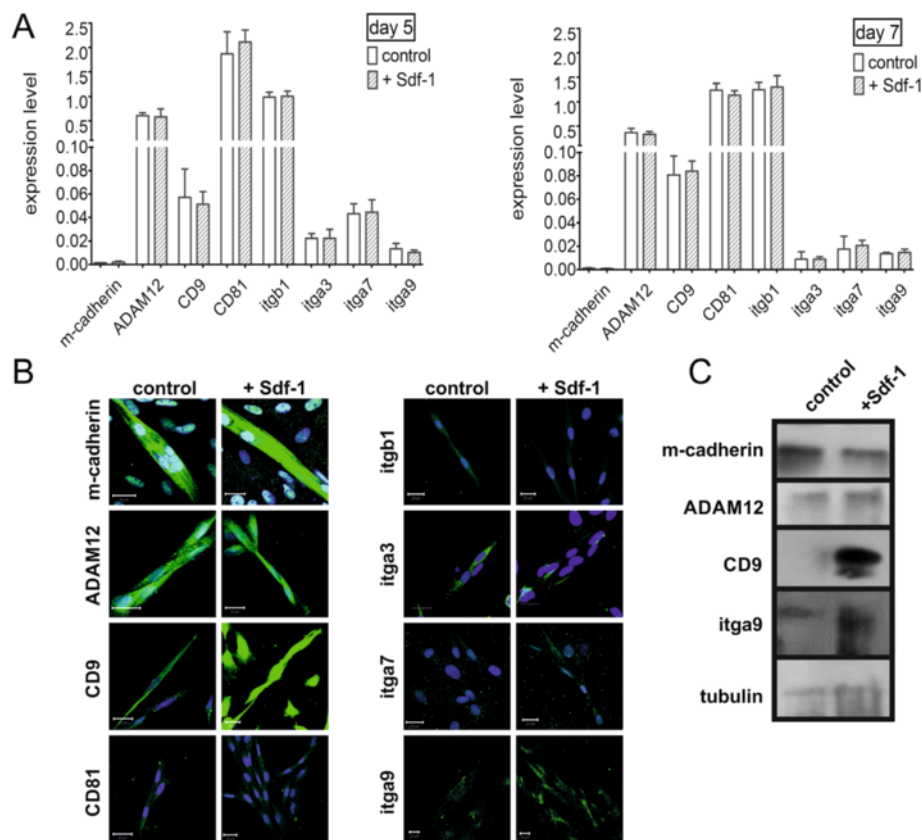 A
day 5
control
+ Sdf-1
expression level
2.5
2.0
1.5
1.0
0.5
0.10
0.08
0.06
0.04
0.02
0.00
m-cadherin
ADAM12
CD9
CD81
itgb1
itga3
itga7
itga9
day 7
control
+ Sdf-1
expression level
2.5
2.0
1.5
1.0
0.5
0.10
0.08
0.06
0.04
0.02
0.00
m-cadherin
ADAM12
CD9
CD81
itgb1
itga3
itga7
itga9
B
control + Sdf-1
m-cadherin
ADAM12
CD9
CD81
control + Sdf-1
itgb1
itga3
itga7
itga9
C
control +Sdf-1
m-cadherin
ADAM12
CD9
itga9
tubulin